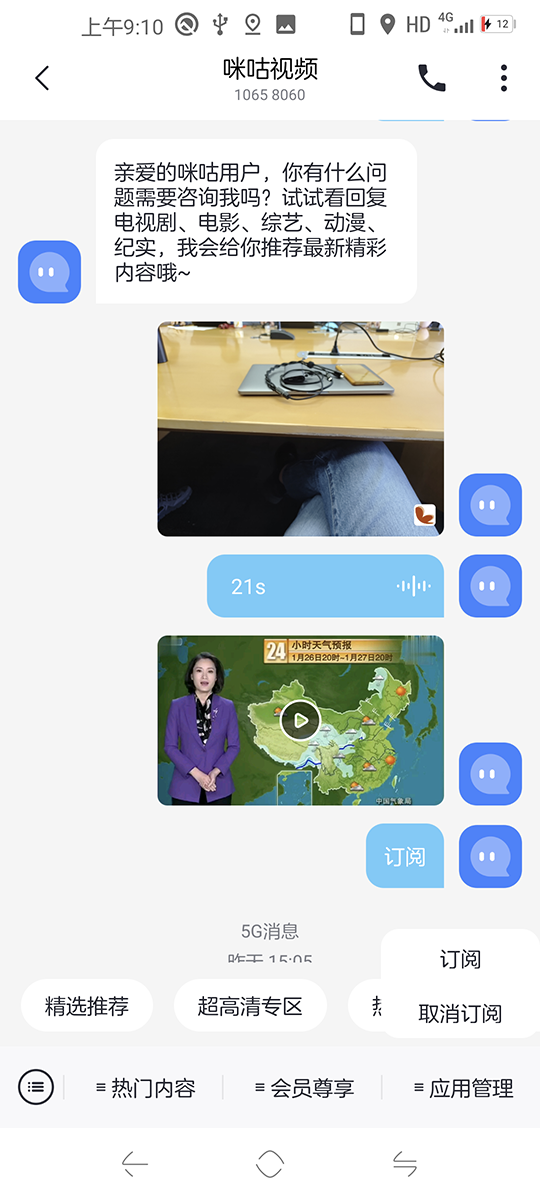 上午9:10
HD 4G 12
咪咕视频
1065 8060
亲爱的咪咕用户，你有什么问
题需要咨询我吗？试试看回复
电视剧、电影、综艺、动漫、
纪实，我会给你推荐最新精彩
内容哦~
21s
24小时天气预报
1月26日20时~1月27日20时
中国气象局
订阅
5G消息
昨天 15:05
订阅
取消订阅
精选推荐
超高清专区
热门内容
会员尊享
应用管理